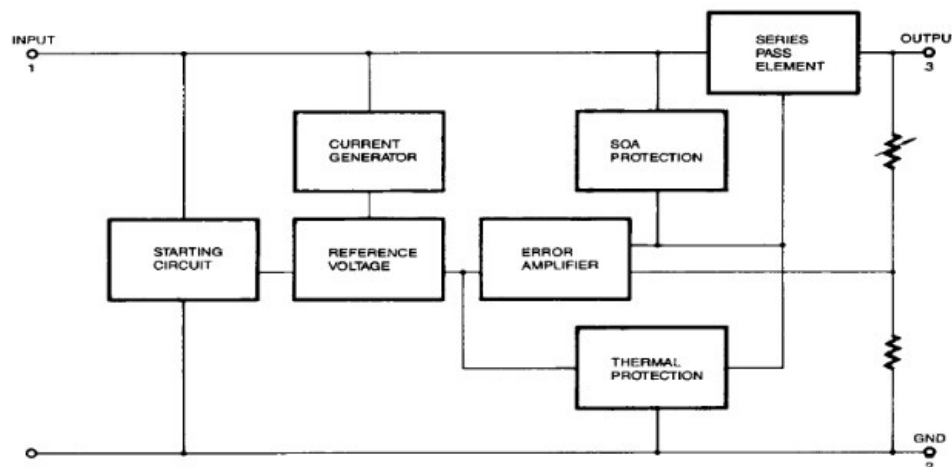 INPUT
1
SERIES
PASS
ELEMENT
OUTPU
3
CURRENT
GENERATOR
SOA
PROTECTION
STARTING
CIRCUIT
REFERENCE
VOLTAGE
ERROR
AMPLIFIER
THERMAL
PROTECTION
GND
2